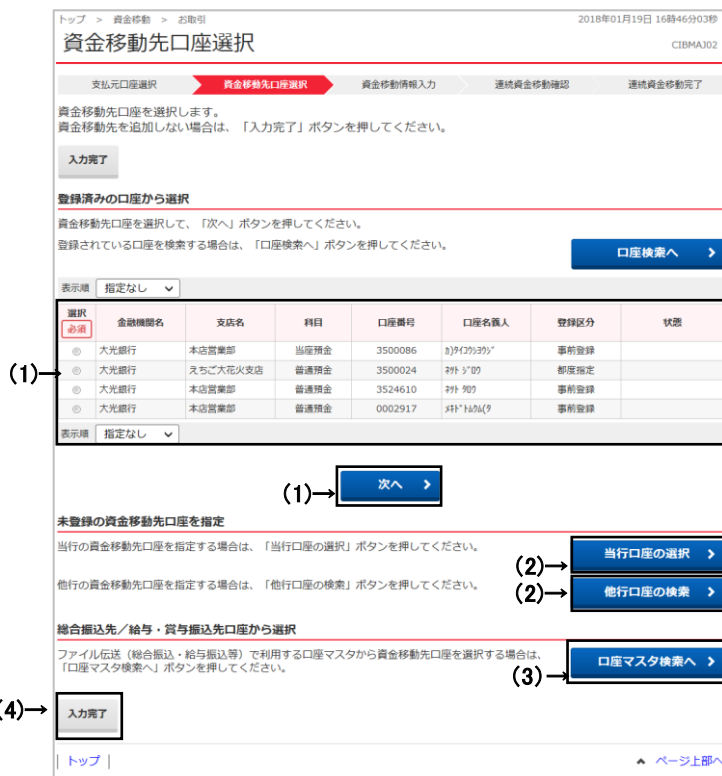 トップ > 資金移動 > お取引
2018年01月19日 16時46分03秒
資金移動先口座選択
CIBMAJ02
支払元口座選択 資金移動先口座選択 資金移動情報入力 連続資金移動確認 連続資金移動完了
資金移動先口座を選択します。
資金移動先を追加しない場合は、「入力完了」ボタンを押してください。
入力完了
登録済みの口座から選択
資金移動先口座を選択して、「次へ」ボタンを押してください。
登録されている口座を検索する場合は、「口座検索へ」ボタンを押してください。
口座検索へ
表示順 指定なし
選択 必須 金融機関名 支店名 科目 口座番号 口座名義人 登録区分 状態
(1)→
大光銀行 本店営業部 当座預金 3500086 カ)タイコウシヨウジ 事前登録
大光銀行 えちご大花火支店 普通預金 3500024 ネツト ジロウ 都度指定
大光銀行 本店営業部 普通預金 3524610 ネツト タロウ 事前登録
大光銀行 本店営業部 普通預金 0002917 事前登録
表示順 指定なし
(1)→ 次へ
未登録の資金移動先口座を指定
当行の資金移動先口座を指定する場合は、「当行口座の選択」ボタンを押してください。
(2)→ 当行口座の選択
他行の資金移動先口座を指定する場合は、「他行口座の検索」ボタンを押してください。
(2)→ 他行口座の検索
総合振込先／給与・賞与振込先口座から選択
ファイル伝送（総合振込・給与振込等）で利用する口座マスタから資金移動先口座を選択する場合は、
「口座マスタ検索へ」ボタンを押してください。
(3)→ 口座マスタ検索へ
(4)→ 入力完了
| トップ |
ページ上部へ